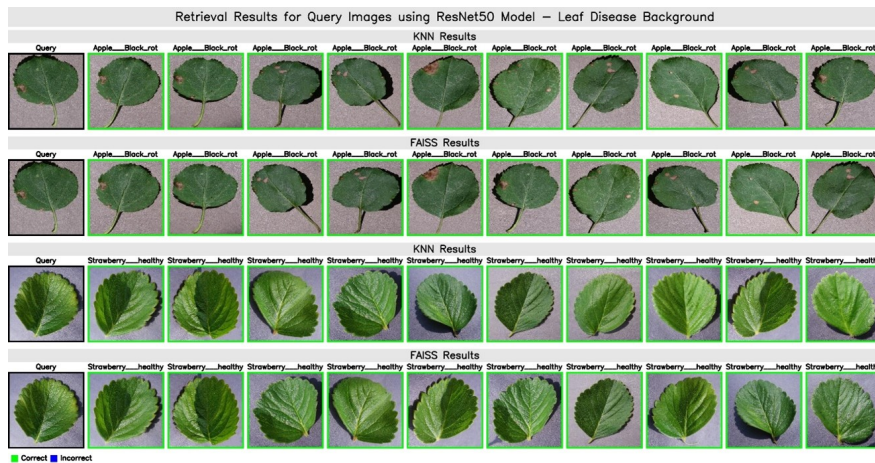 Retrieval Results for Query Images using ResNet50 Model – Leaf Disease Background
KNN Results
Query Apple___Black_rot Apple___Black_rot Apple___Black_rot Apple___Black_rot Apple___Black_rot Apple___Black_rot Apple___Black_rot Apple___Black_rot Apple___Black_rot Apple___Black_rot
FAISS Results
Query Apple___Black_rot Apple___Black_rot Apple___Black_rot Apple___Black_rot Apple___Black_rot Apple___Black_rot Apple___Black_rot Apple___Black_rot Apple___Black_rot Apple___Black_rot
KNN Results
Query Strawberry___healthy Strawberry___healthy Strawberry___healthy Strawberry___healthy Strawberry___healthy Strawberry___healthy Strawberry___healthy Strawberry___healthy Strawberry___healthy Strawberry___healthy
FAISS Results
Query Strawberry___healthy Strawberry___healthy Strawberry___healthy Strawberry___healthy Strawberry___healthy Strawberry___healthy Strawberry___healthy Strawberry___healthy Strawberry___healthy Strawberry___healthy
Correct Incorrect